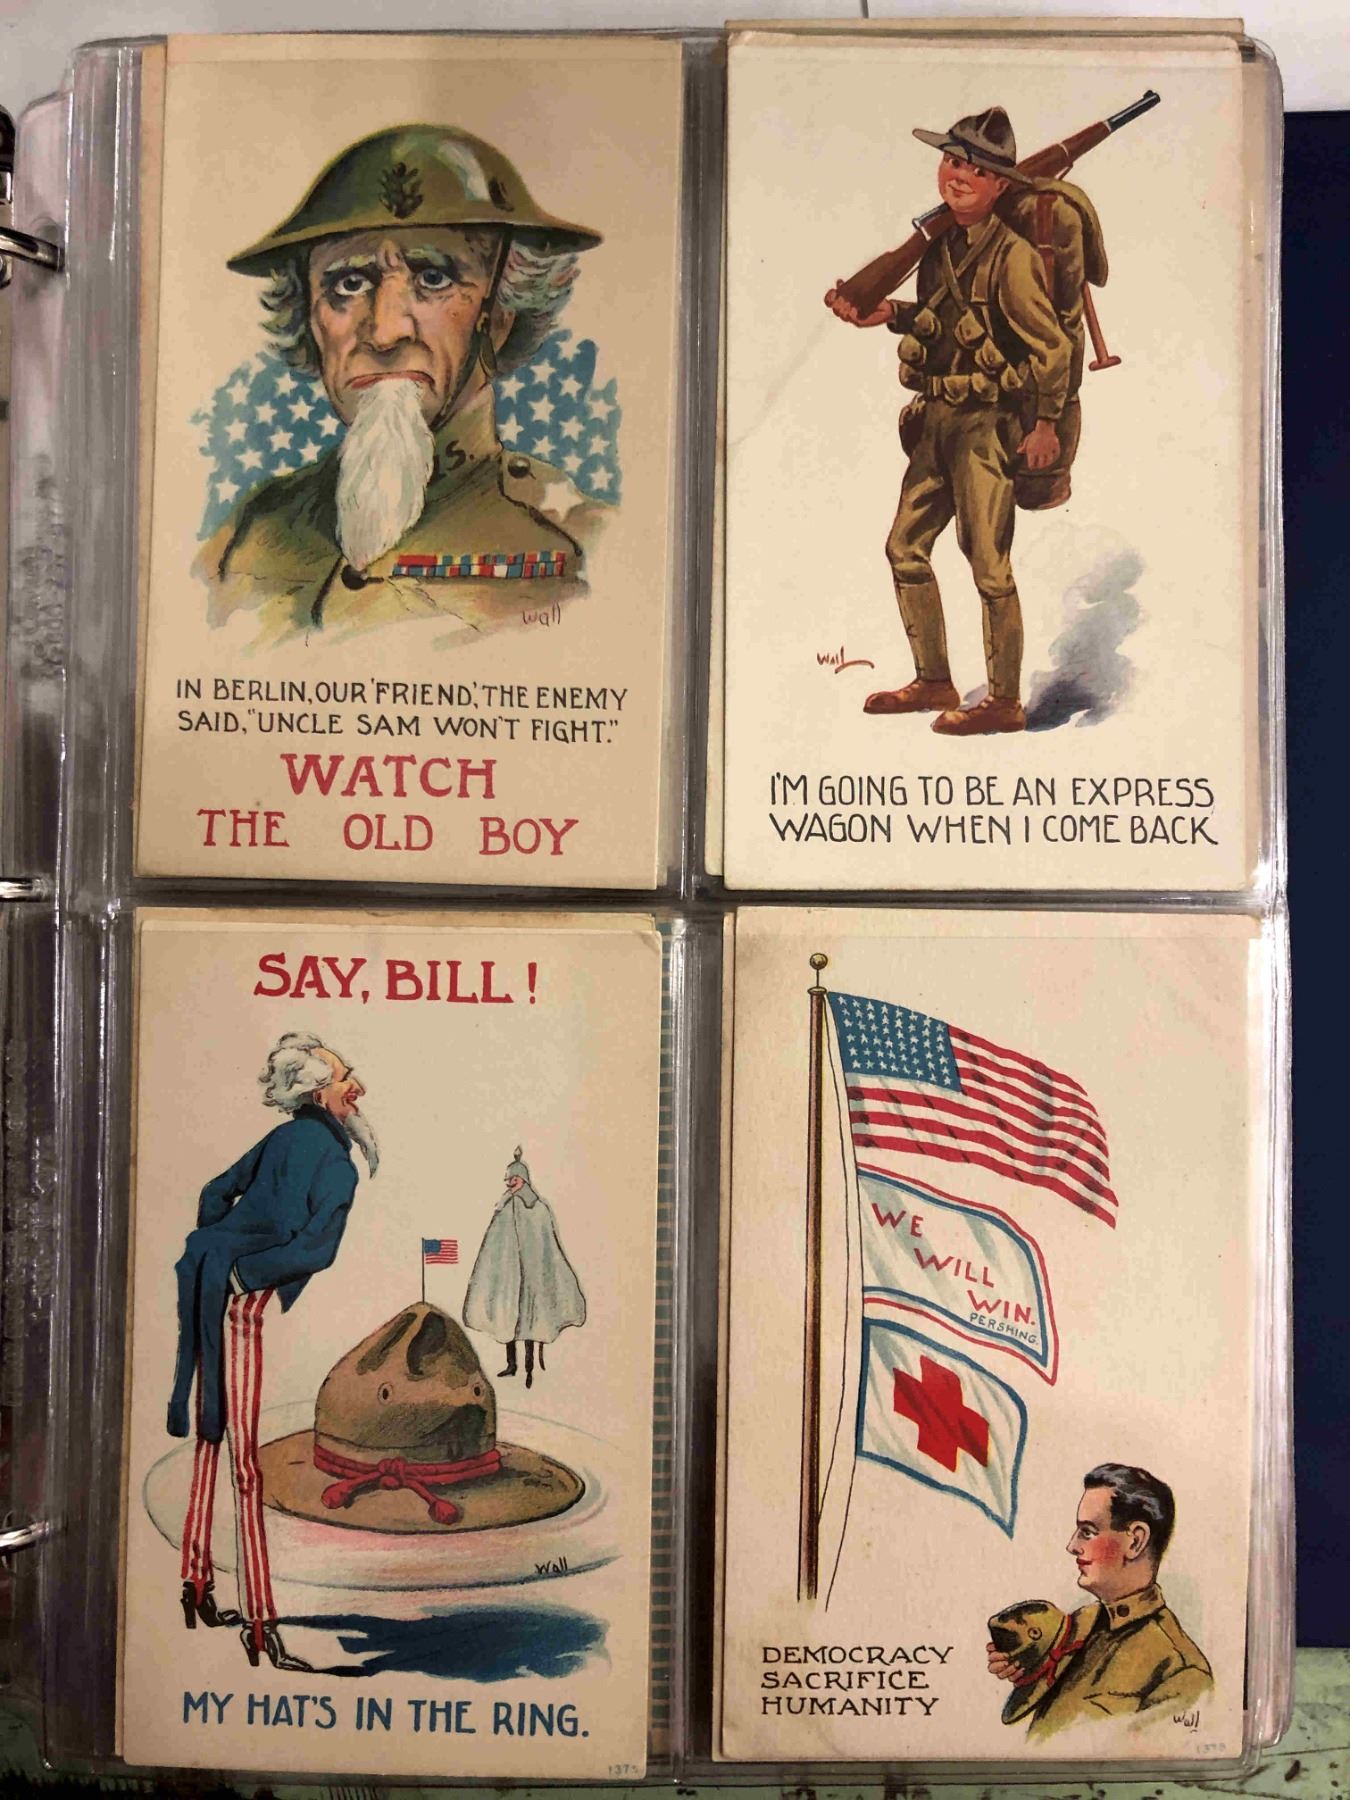 U.S.
Wall
IN BERLIN, OUR 'FRIEND,' THE ENEMY
SAID, "UNCLE SAM WON'T FIGHT."
WATCH
THE OLD BOY
Wall
I'M GOING TO BE AN EXPRESS
WAGON WHEN I COME BACK
SAY, BILL!
Wall
MY HAT'S IN THE RING.
WE
WILL
WIN.
PERSHING.
DEMOCRACY
SACRIFICE
HUMANITY
Wall